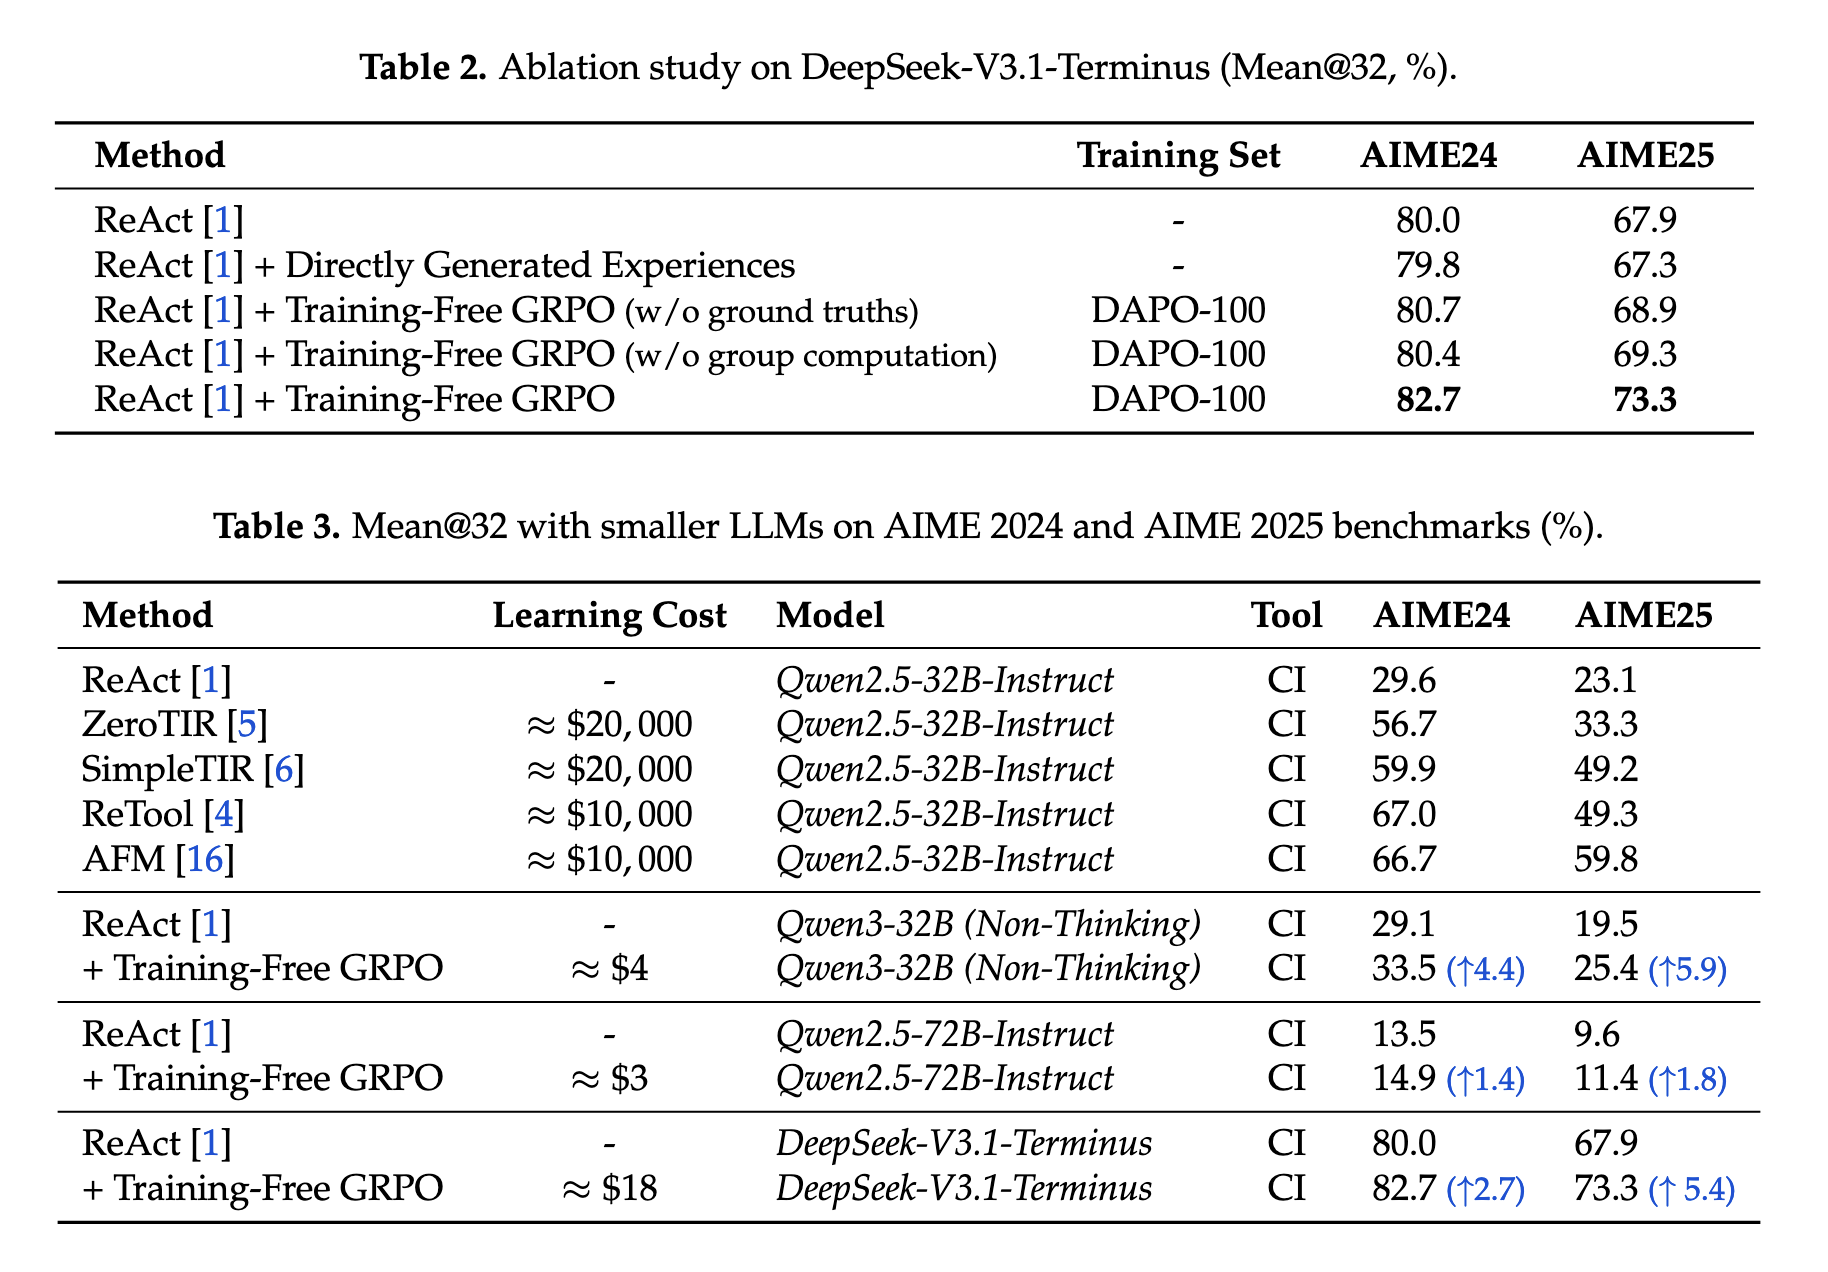 Table 2. Ablation study on DeepSeek-V3.1-Terminus (Mean@32, %).
Method Training Set AIME24 AIME25
ReAct [1] - 80.0 67.9
ReAct [1] + Directly Generated Experiences - 79.8 67.3
ReAct [1] + Training-Free GRPO (w/o ground truths) DAPO-100 80.7 68.9
ReAct [1] + Training-Free GRPO (w/o group computation) DAPO-100 80.4 69.3
ReAct [1] + Training-Free GRPO DAPO-100 82.7 73.3
Table 3. Mean@32 with smaller LLMs on AIME 2024 and AIME 2025 benchmarks (%).
Method Learning Cost Model Tool AIME24 AIME25
ReAct [1] - Qwen2.5-32B-Instruct CI 29.6 23.1
ZeroTIR [5] ≈ $20,000 Qwen2.5-32B-Instruct CI 56.7 33.3
SimpleTIR [6] ≈ $20,000 Qwen2.5-32B-Instruct CI 59.9 49.2
ReTool [4] ≈ $10,000 Qwen2.5-32B-Instruct CI 67.0 49.3
AFM [16] ≈ $10,000 Qwen2.5-32B-Instruct CI 66.7 59.8
ReAct [1] - Qwen3-32B (Non-Thinking) CI 29.1 19.5
+ Training-Free GRPO ≈ $4 Qwen3-32B (Non-Thinking) CI 33.5 (↑4.4) 25.4 (↑5.9)
ReAct [1] - Qwen2.5-72B-Instruct CI 13.5 9.6
+ Training-Free GRPO ≈ $3 Qwen2.5-72B-Instruct CI 14.9 (↑1.4) 11.4 (↑1.8)
ReAct [1] - DeepSeek-V3.1-Terminus CI 80.0 67.9
+ Training-Free GRPO ≈ $18 DeepSeek-V3.1-Terminus CI 82.7 (↑2.7) 73.3 (↑ 5.4)